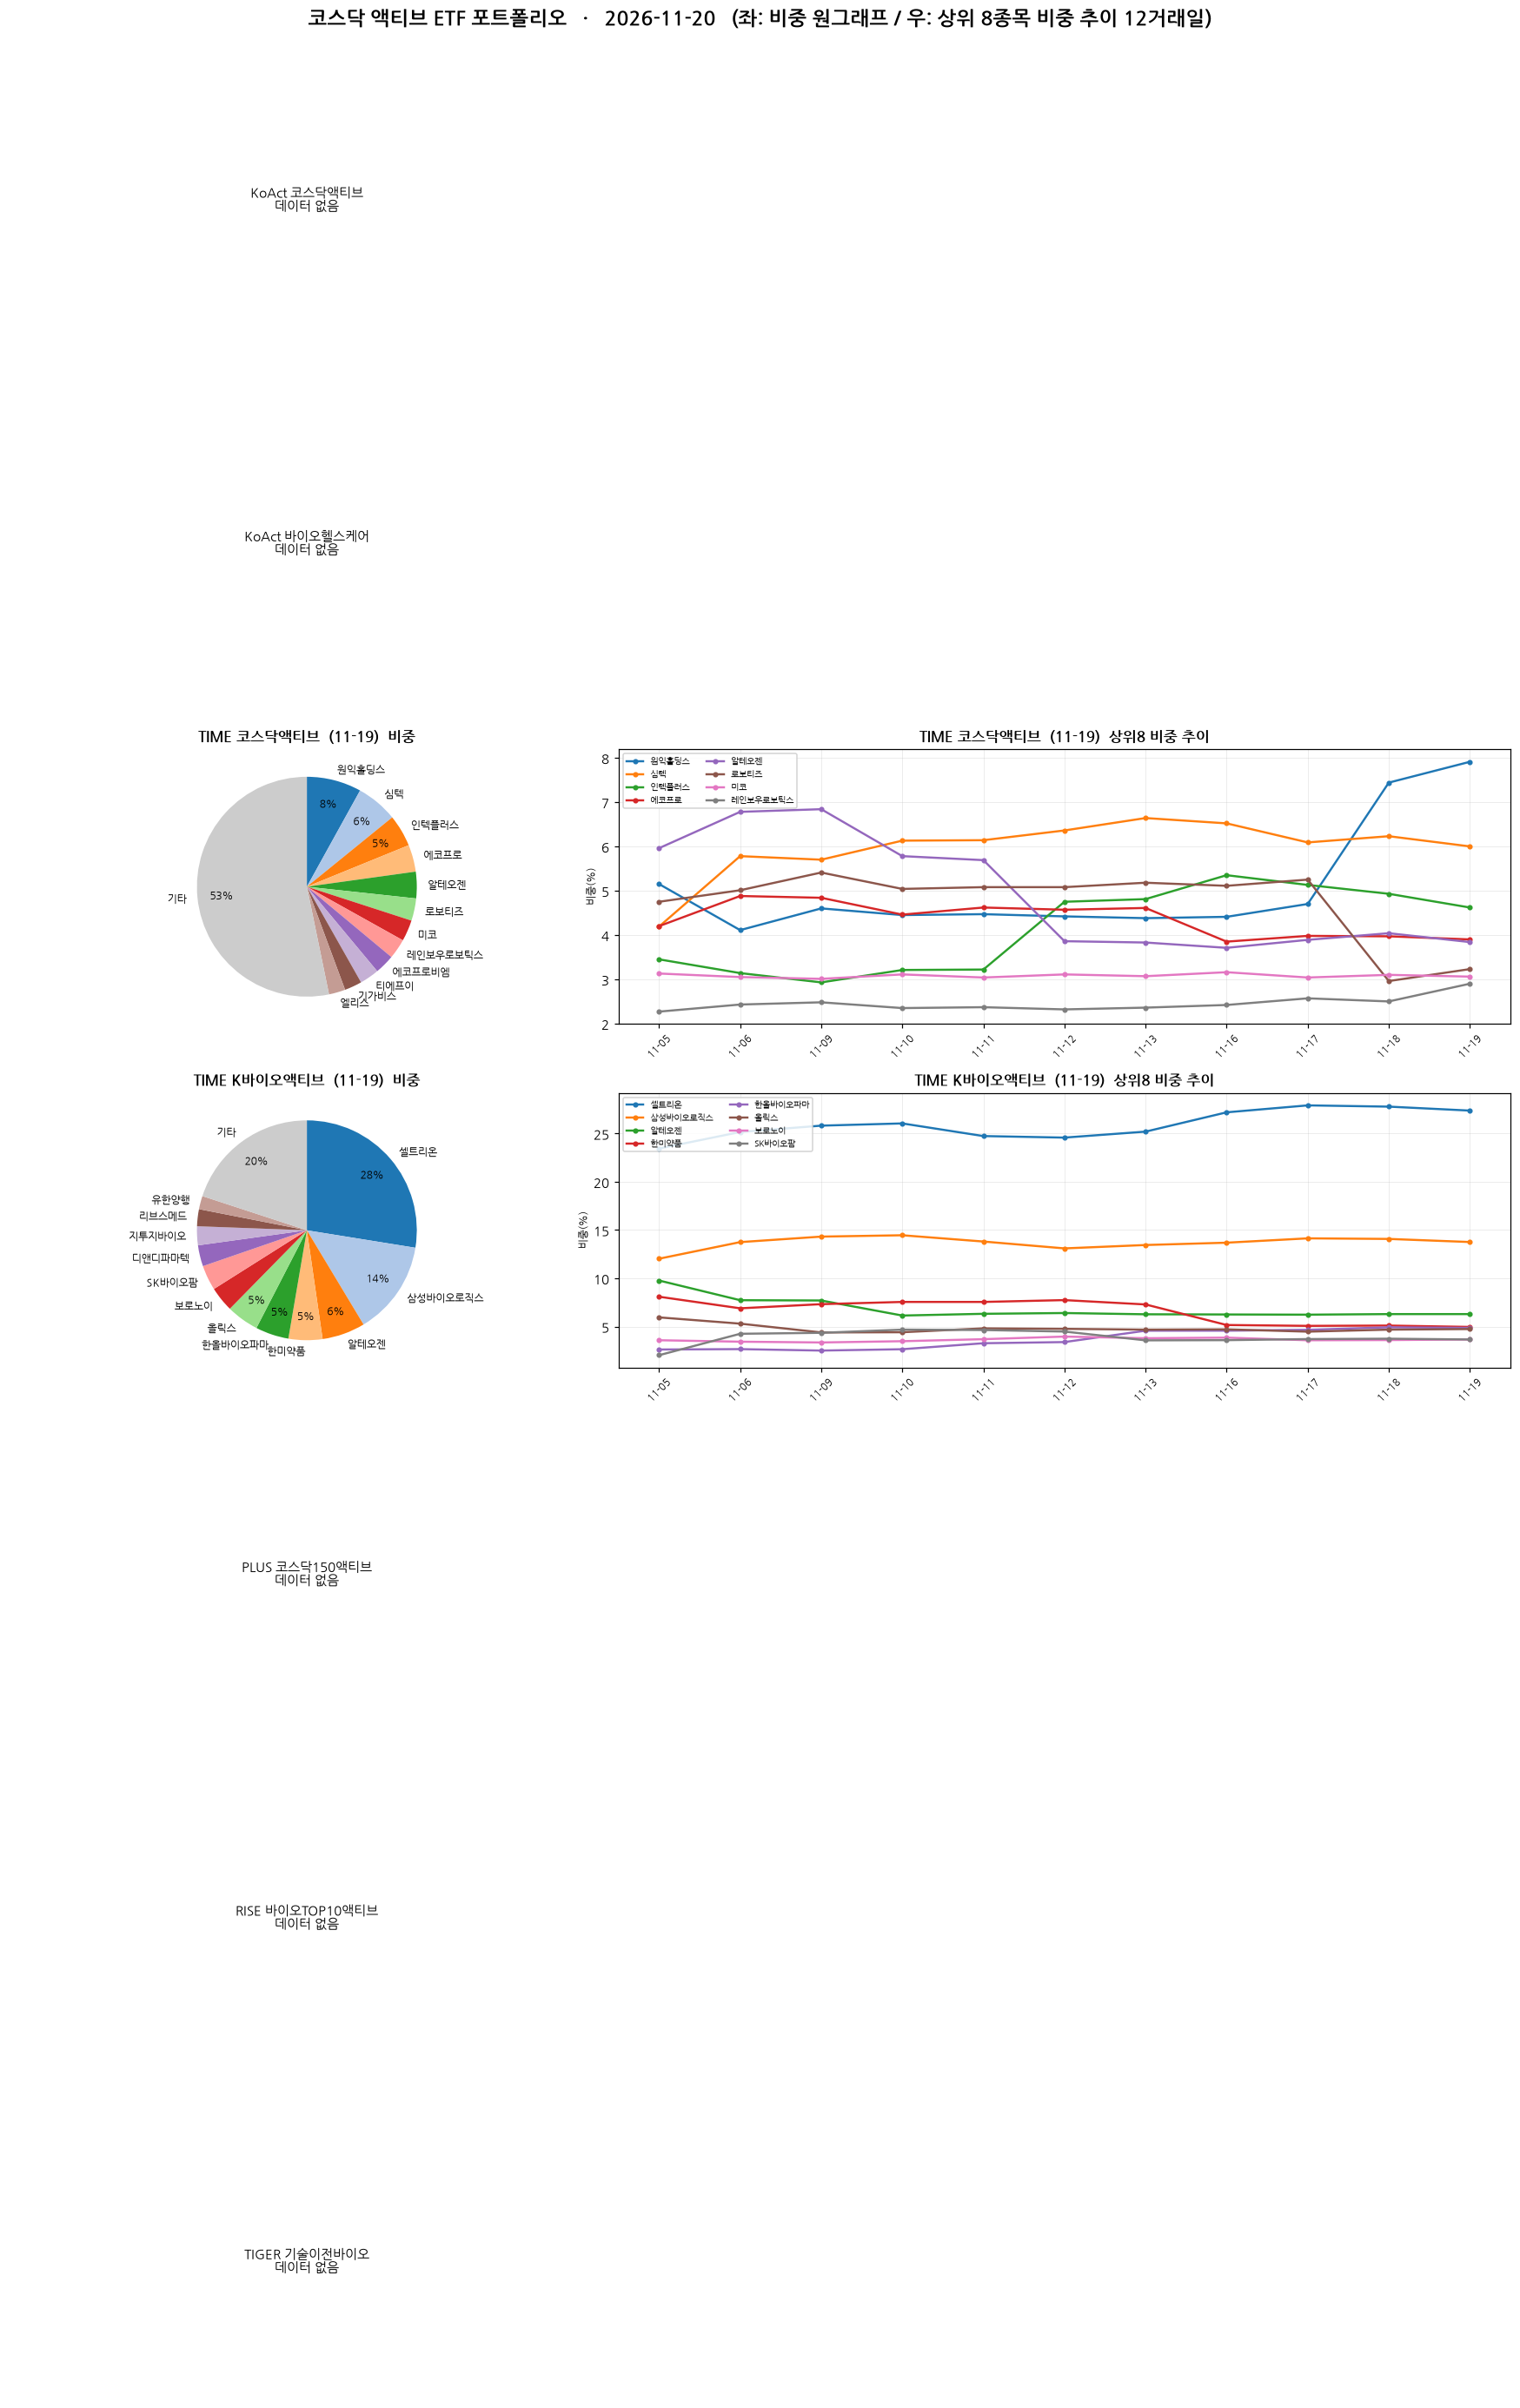 코스닥 액티브 ETF 포트폴리오 · 2026-11-20 (좌: 비중 원그래프 / 우: 상위 8종목 비중 추이 12거래일)
KoAct 코스닥액티브
데이터 없음
KoAct 바이오헬스케어
데이터 없음
TIME 코스닥액티브 (11-19) 비중
원익홀딩스
심텍
인텍플러스
에코프로
알테오젠
로보티즈
미코
레인보우로보틱스
에코프로비엠
티에프이
기가비스
엘리스
기타
8%
6%
5%
53%
TIME 코스닥액티브 (11-19) 상위8 비중 추이
원익홀딩스
심텍
인텍플러스
에코프로
알테오젠
로보티즈
미코
레인보우로보틱스
비중(%)
8
7
6
5
4
3
2
11-05
11-06
11-09
11-10
11-11
11-12
11-13
11-16
11-17
11-18
11-19
TIME K바이오액티브 (11-19) 비중
셀트리온
삼성바이오로직스
알테오젠
한미약품
한올바이오파마
올릭스
보로노이
SK바이오팜
디앤디파마텍
지투지바이오
리브스메드
유한양행
기타
28%
14%
6%
5%
5%
5%
20%
TIME K바이오액티브 (11-19) 상위8 비중 추이
셀트리온
삼성바이오로직스
알테오젠
한미약품
한올바이오파마
올릭스
보로노이
SK바이오팜
비중(%)
25
20
15
10
5
11-05
11-06
11-09
11-10
11-11
11-12
11-13
11-16
11-17
11-18
11-19
PLUS 코스닥150액티브
데이터 없음
RISE 바이오TOP10액티브
데이터 없음
TIGER 기술이전바이오
데이터 없음